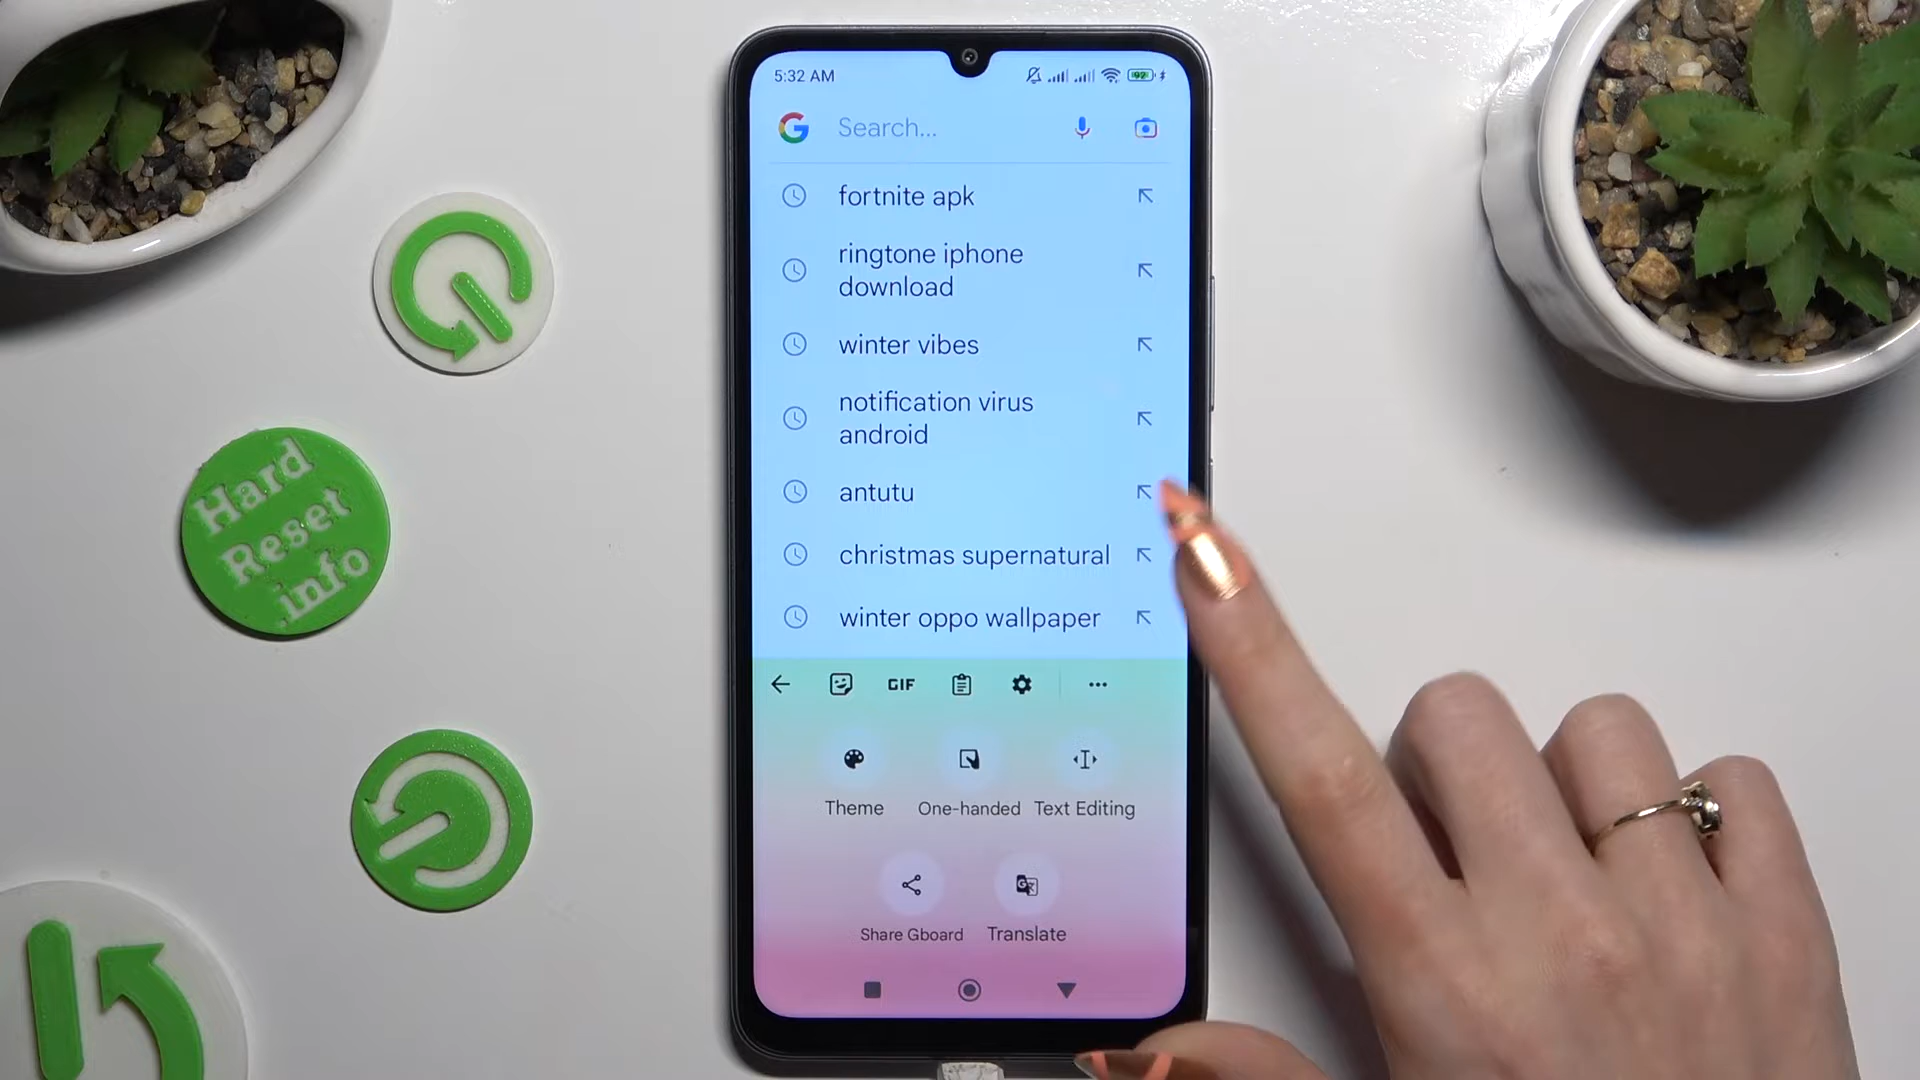 5:32 AM
92
G Search...
fortnite apk
ringtone iphone
download
winter vibes
notification virus
android
antutu
christmas supernatural
winter oppo wallpaper
GIF
Theme One-handed Text Editing
Share Gboard Translate
Hard
Reset
.info